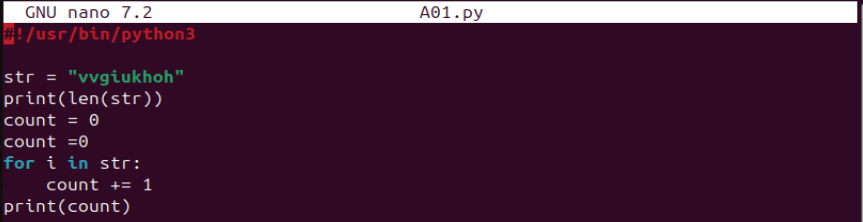 GNU nano 7.2 A01.py
#!/usr/bin/python3
str = "vvgiukhoh"
print(len(str))
count = 0
count =0
for i in str:
    count += 1
print(count)